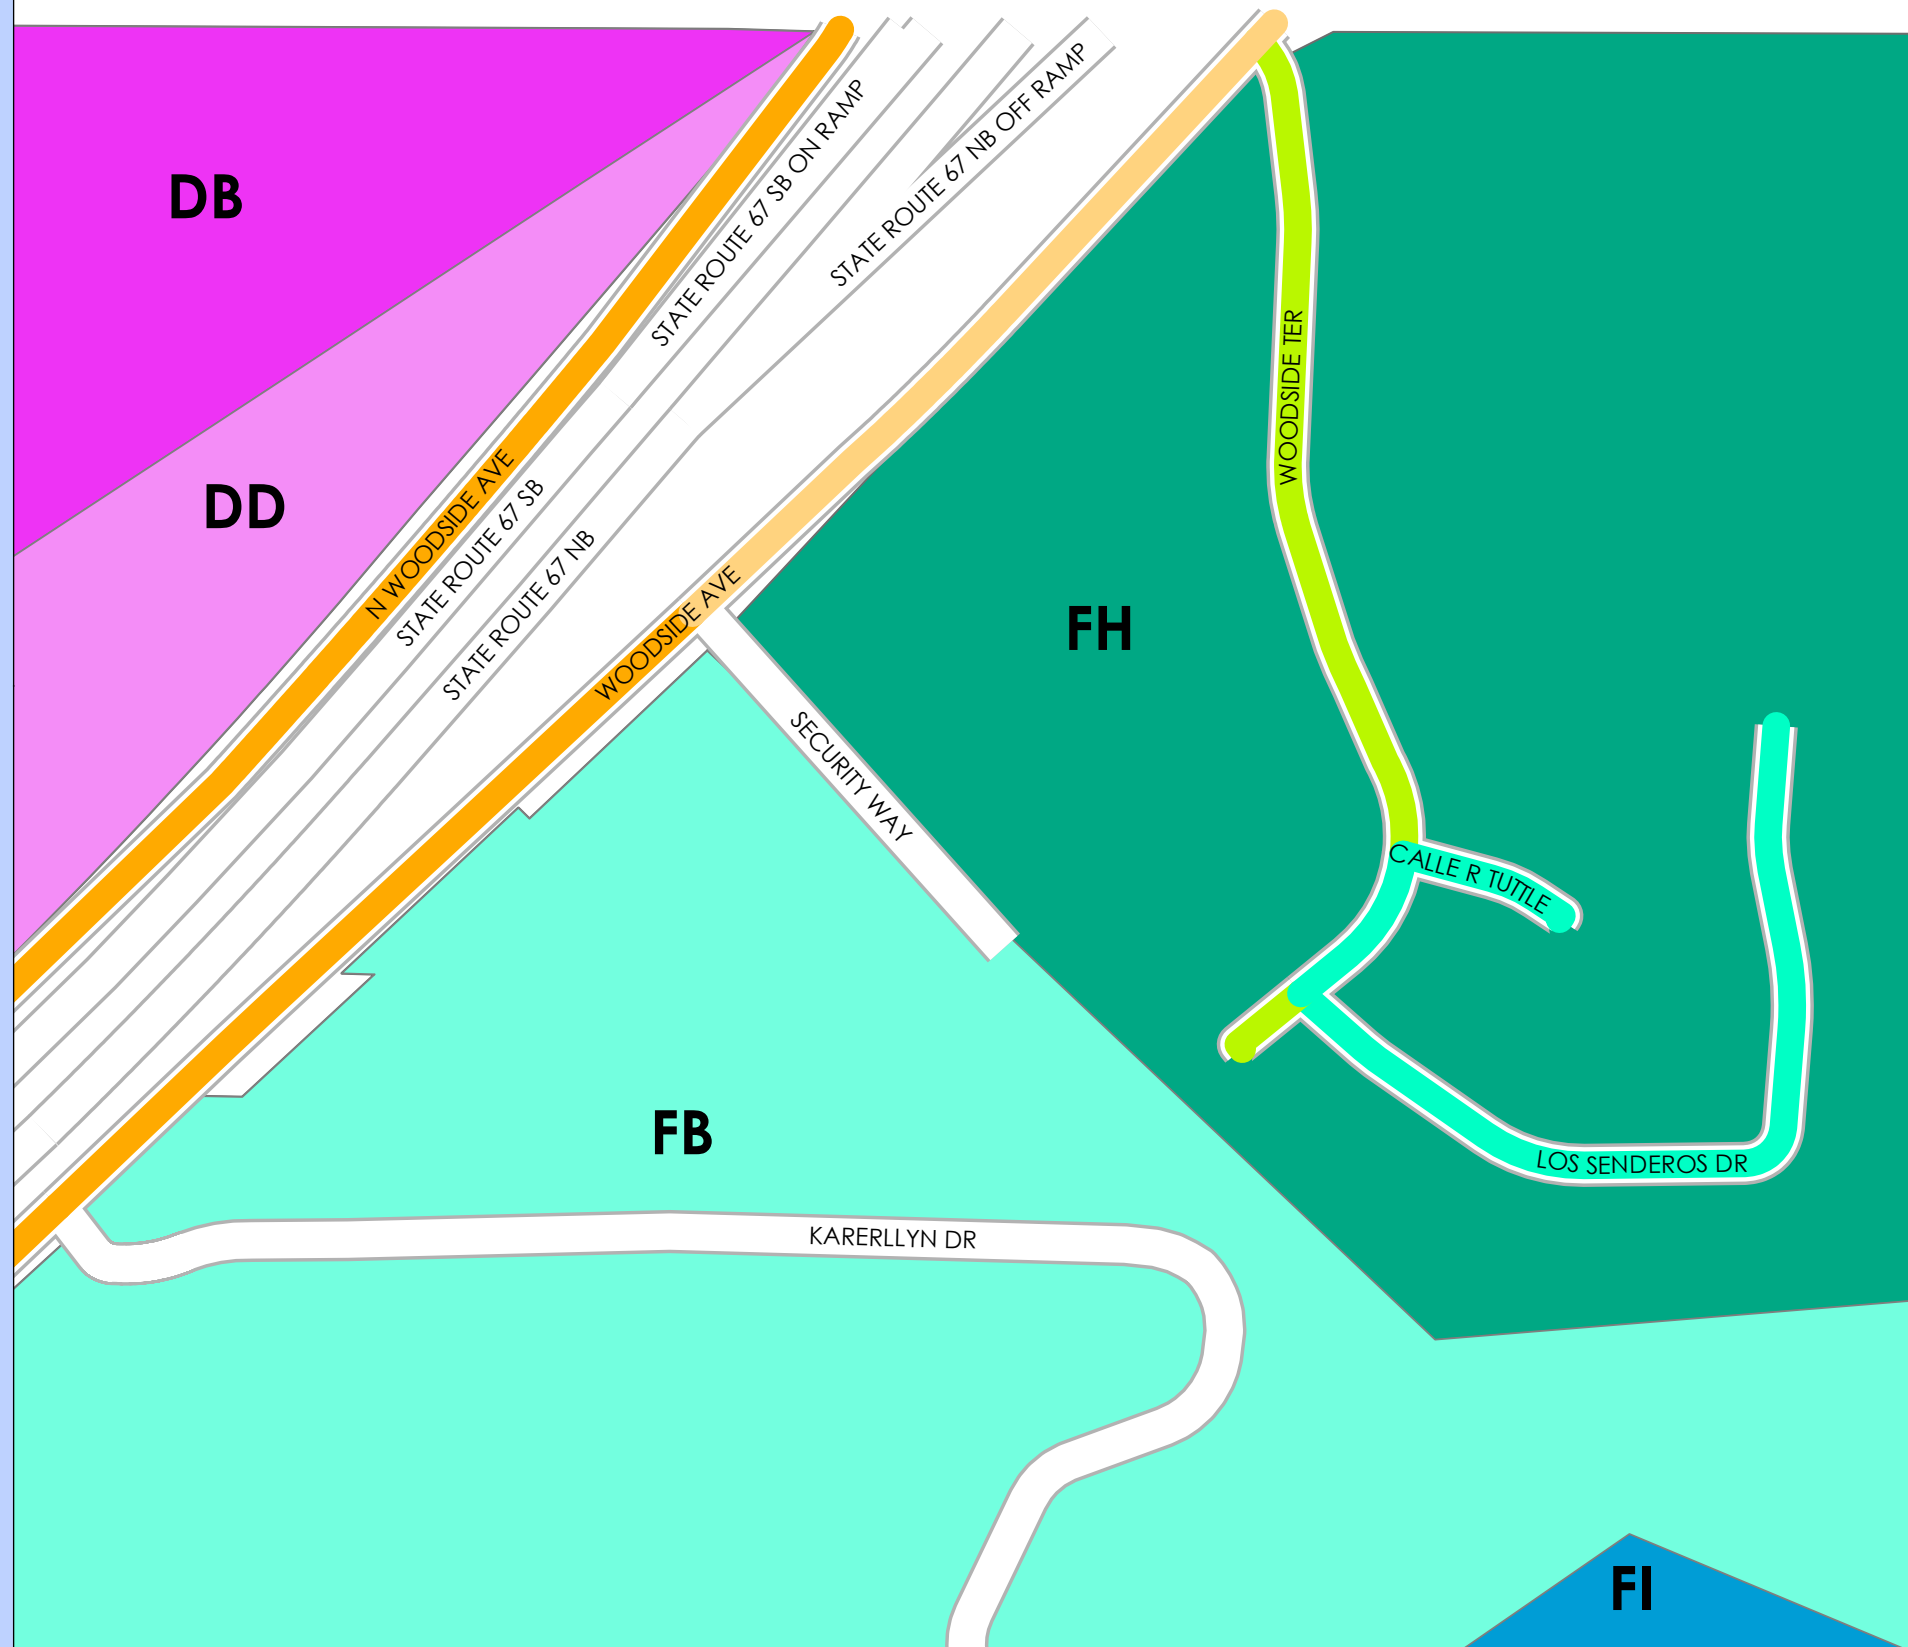 DB
STATE ROUTE 67 SB ON RAMP
STATE ROUTE 67 NB OFF RAMP
WOODSIDE TER
DD
N WOODSIDE AVE
STATE ROUTE 67 SB
STATE ROUTE 67 NB
WOODSIDE AVE
FH
SECURITY WAY
CALLE R TUTTLE
FB
LOS SENDEROS DR
KARERLLYN DR
FI